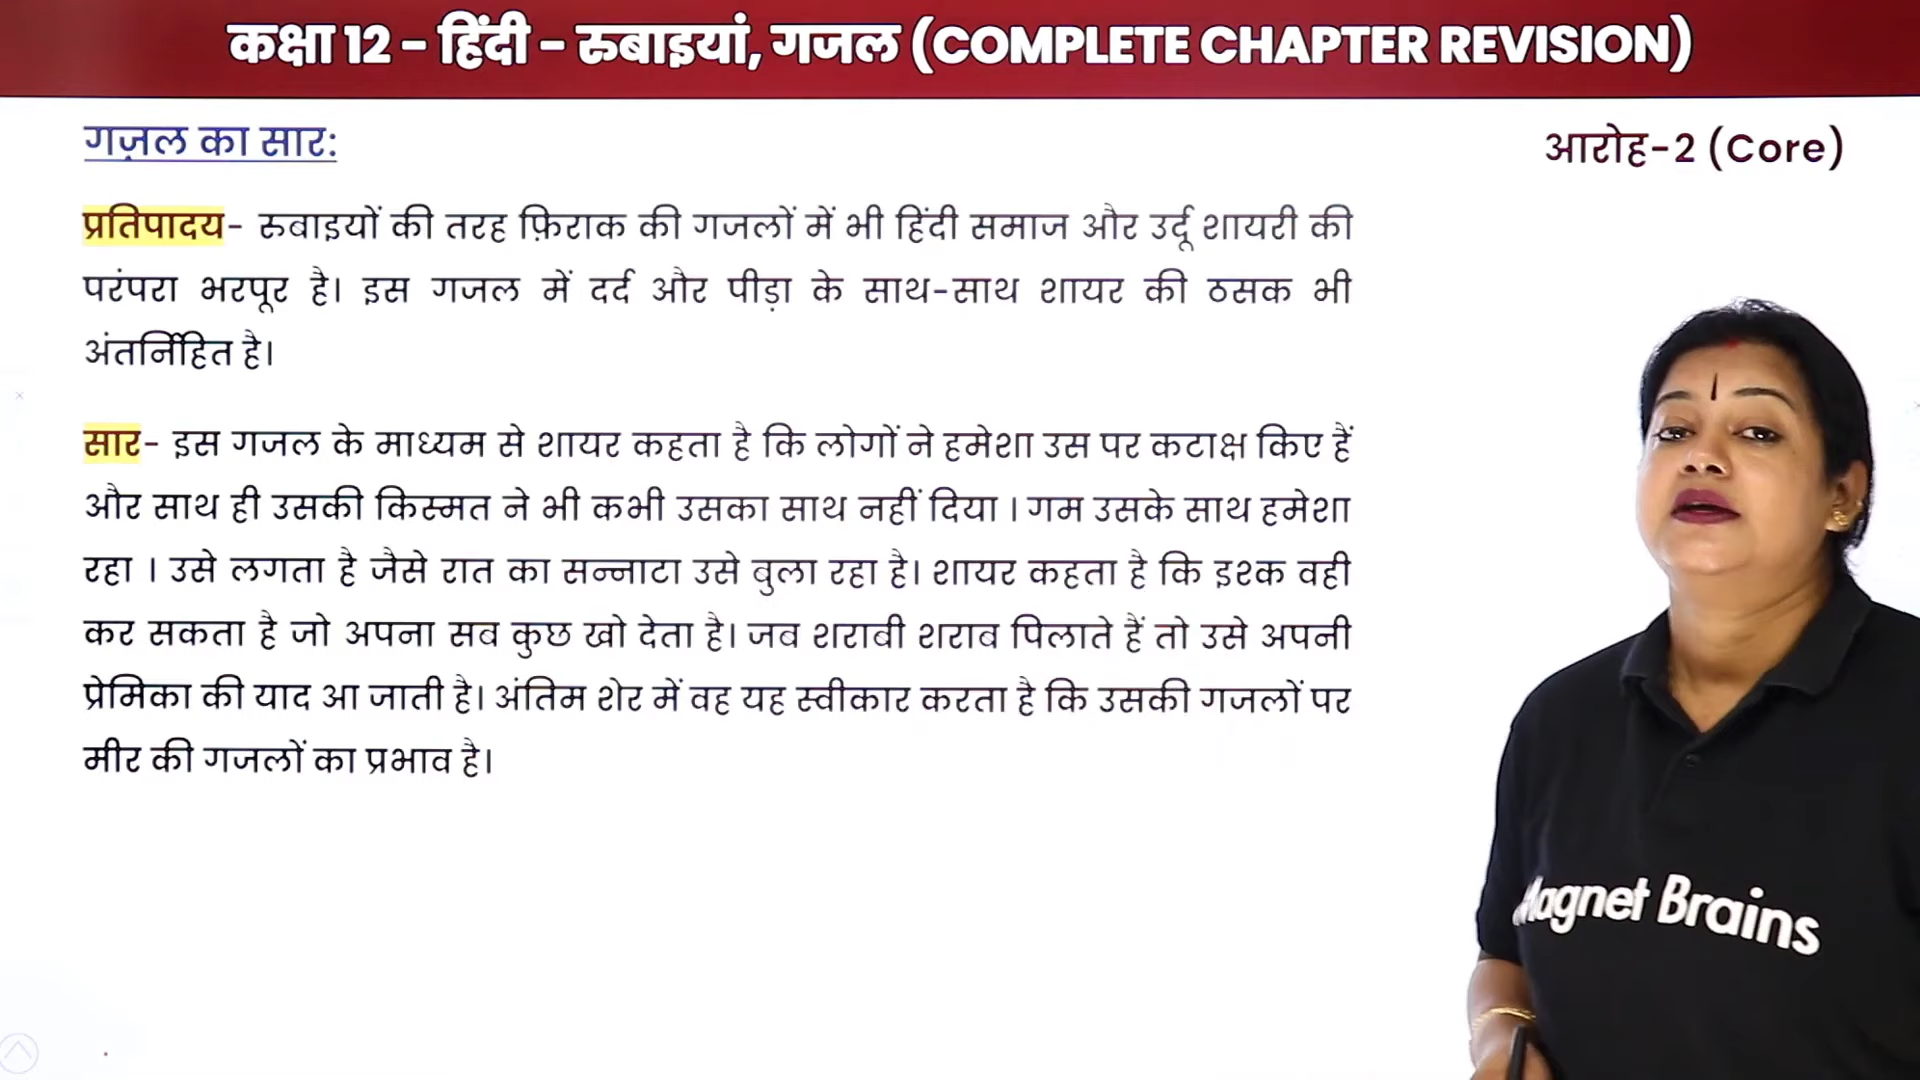 कक्षा 12 - हिंदी - रुबाइयां, गजल (COMPLETE CHAPTER REVISION)
गज़ल का सार:
आरोह-2 (Core)
प्रतिपादय- रुबाइयों की तरह फ़िराक की गजलों में भी हिंदी समाज और उर्दू शायरी की
परंपरा भरपूर है। इस गजल में दर्द और पीड़ा के साथ-साथ शायर की ठसक भी
अंतर्निहित है।
सार- इस गजल के माध्यम से शायर कहता है कि लोगों ने हमेशा उस पर कटाक्ष किए हैं
और साथ ही उसकी किस्मत ने भी कभी उसका साथ नहीं दिया । गम उसके साथ हमेशा
रहा । उसे लगता है जैसे रात का सन्नाटा उसे बुला रहा है। शायर कहता है कि इश्क वही
कर सकता है जो अपना सब कुछ खो देता है। जब शराबी शराब पिलाते हैं तो उसे अपनी
प्रेमिका की याद आ जाती है। अंतिम शेर में वह यह स्वीकार करता है कि उसकी गजलों पर
मीर की गजलों का प्रभाव है।
Magnet Brains